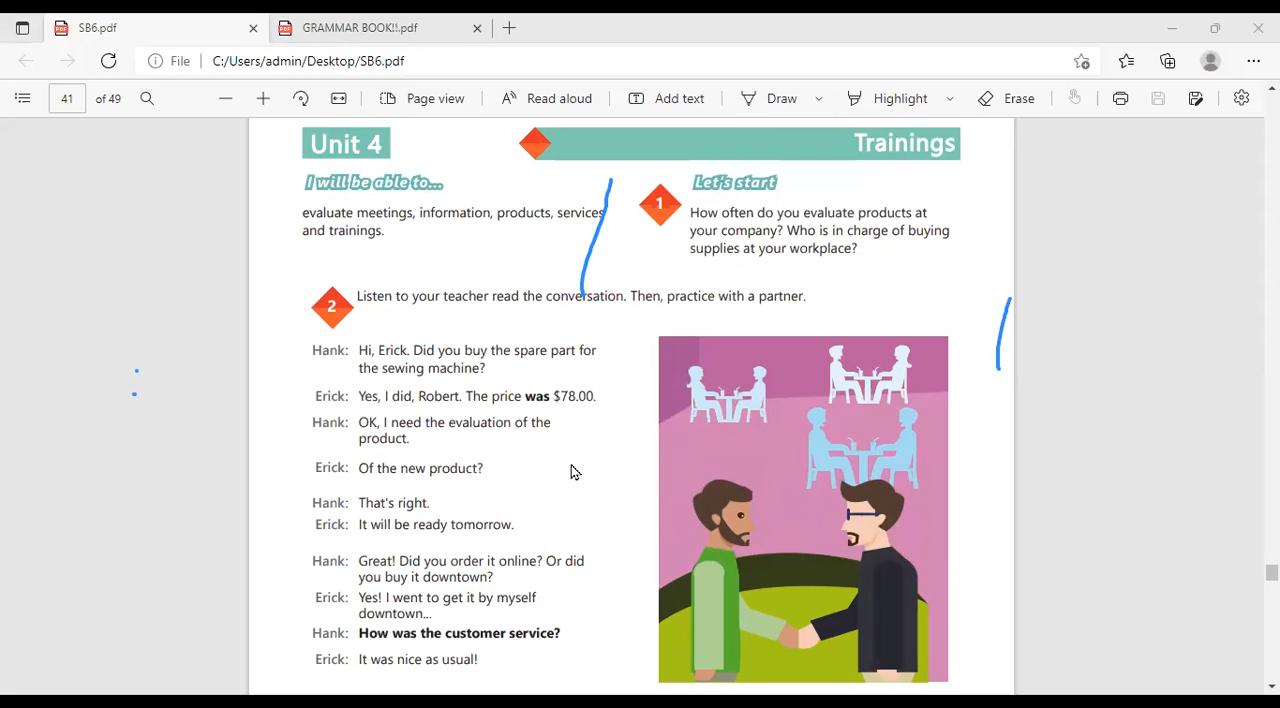 SB6.pdf
GRAMMAR BOOK!!.pdf
File
C:/Users/admin/Desktop/SB6.pdf
41 of 49
Page view
Read aloud
Add text
Draw
Highlight
Erase
Unit 4
Trainings
I will be able to...
evaluate meetings, information, products, services
and trainings.
Let's start
1
How often do you evaluate products at
your company? Who is in charge of buying
supplies at your workplace?
2
Listen to your teacher read the conversation. Then, practice with a partner.
Hank: Hi, Erick. Did you buy the spare part for
the sewing machine?
Erick: Yes, I did, Robert. The price was $78.00.
Hank: OK, I need the evaluation of the
product.
Erick: Of the new product?
Hank: That's right.
Erick: It will be ready tomorrow.
Hank: Great! Did you order it online? Or did
you buy it downtown?
Erick: Yes! I went to get it by myself
downtown...
Hank: How was the customer service?
Erick: It was nice as usual!